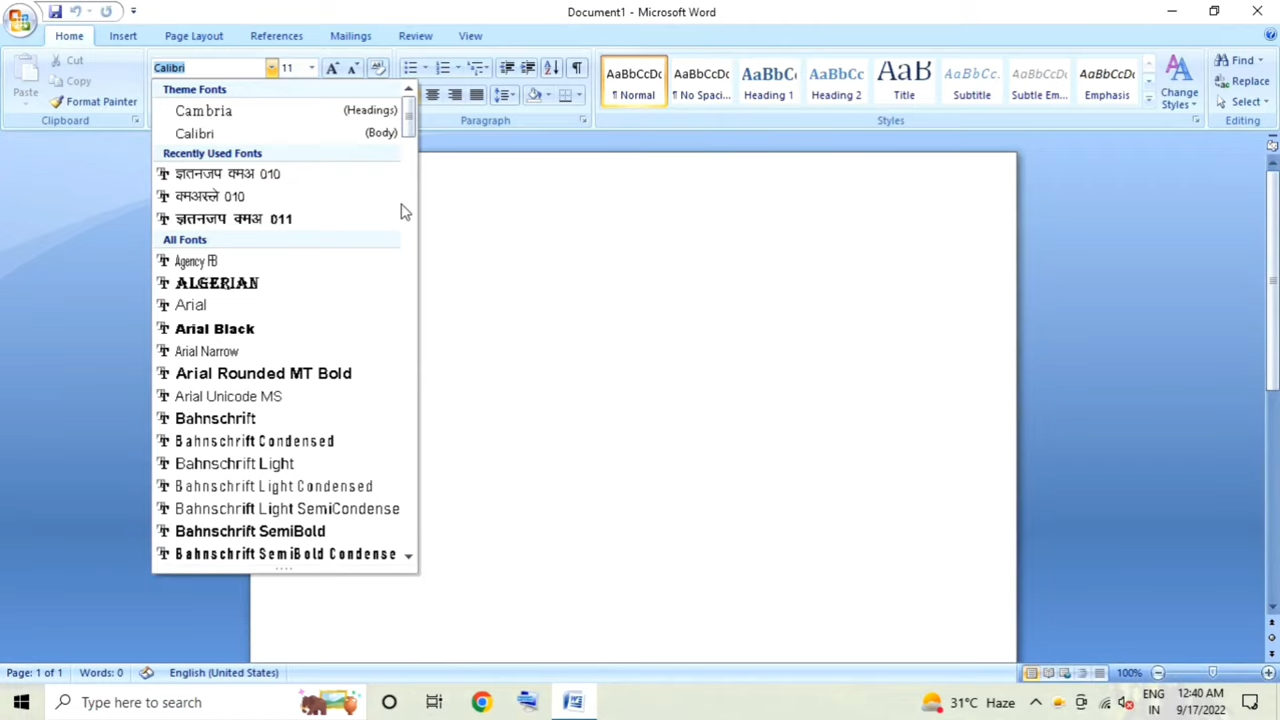 Document1 - Microsoft Word
Home Insert Page Layout References Mailings Review View
Paste
Cut
Copy
Format Painter
Clipboard
Calibri 11
Paragraph
AaBbCcDc AaBbCcDc AaBbC AaBbCc AaB AaBbCc. AaBbCcDc AaBbCcDc
¶ Normal ¶ No Spaci... Heading 1 Heading 2 Title Subtitle Subtle Em... Emphasis
Change Styles
Styles
Find
Replace
Select
Editing
Theme Fonts
Cambria (Headings)
Calibri (Body)
Recently Used Fonts
ज्ञतनजप क्मअ 010
क्मअस्ले 010
ज्ञतनजप क्मअ 011
All Fonts
Agency FB
ALGERIAN
Arial
Arial Black
Arial Narrow
Arial Rounded MT Bold
Arial Unicode MS
Bahnschrift
Bahnschrift Condensed
Bahnschrift Light
Bahnschrift Light Condensed
Bahnschrift Light SemiCondense
Bahnschrift SemiBold
Bahnschrift SemiBold Condense
Page: 1 of 1 Words: 0 English (United States) 100%
Type here to search
31°C Haze
ENG
IN
12:40 AM
9/17/2022